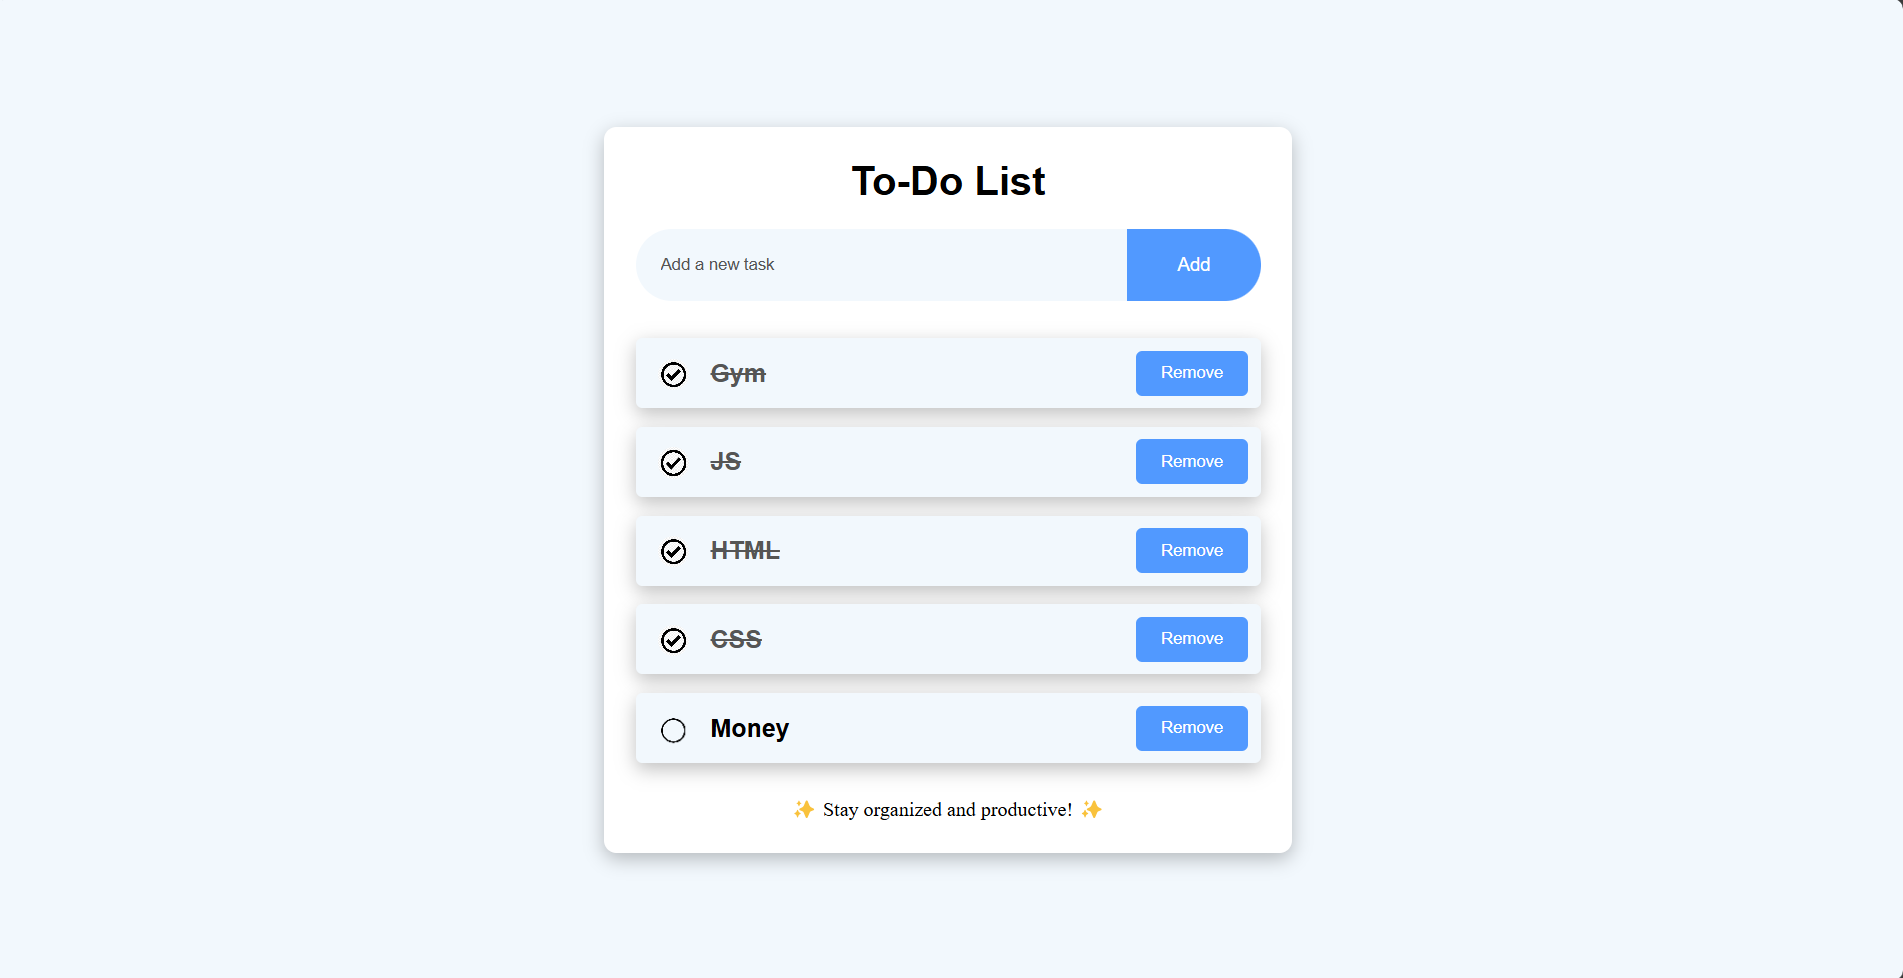 To-Do List
Add a new task
Add
Gym
Remove
JS
Remove
HTML
Remove
CSS
Remove
Money
Remove
✨ Stay organized and productive! ✨